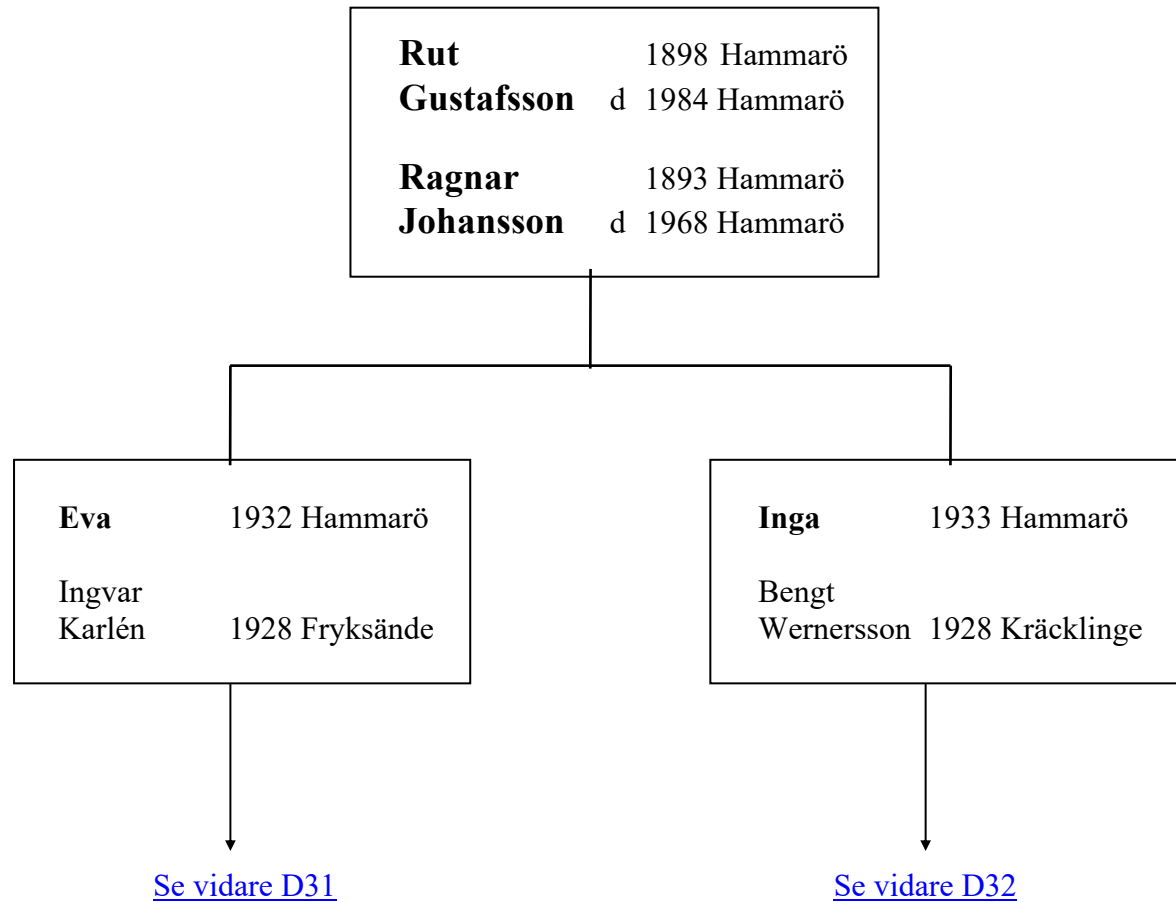 Rut 1898 Hammarö
Gustafsson d 1984 Hammarö
Ragnar 1893 Hammarö
Johansson d 1968 Hammarö
Eva 1932 Hammarö
Ingvar
Karlén 1928 Fryksände
Inga 1933 Hammarö
Bengt
Wernersson 1928 Kräcklinge
Se vidare D31
Se vidare D32